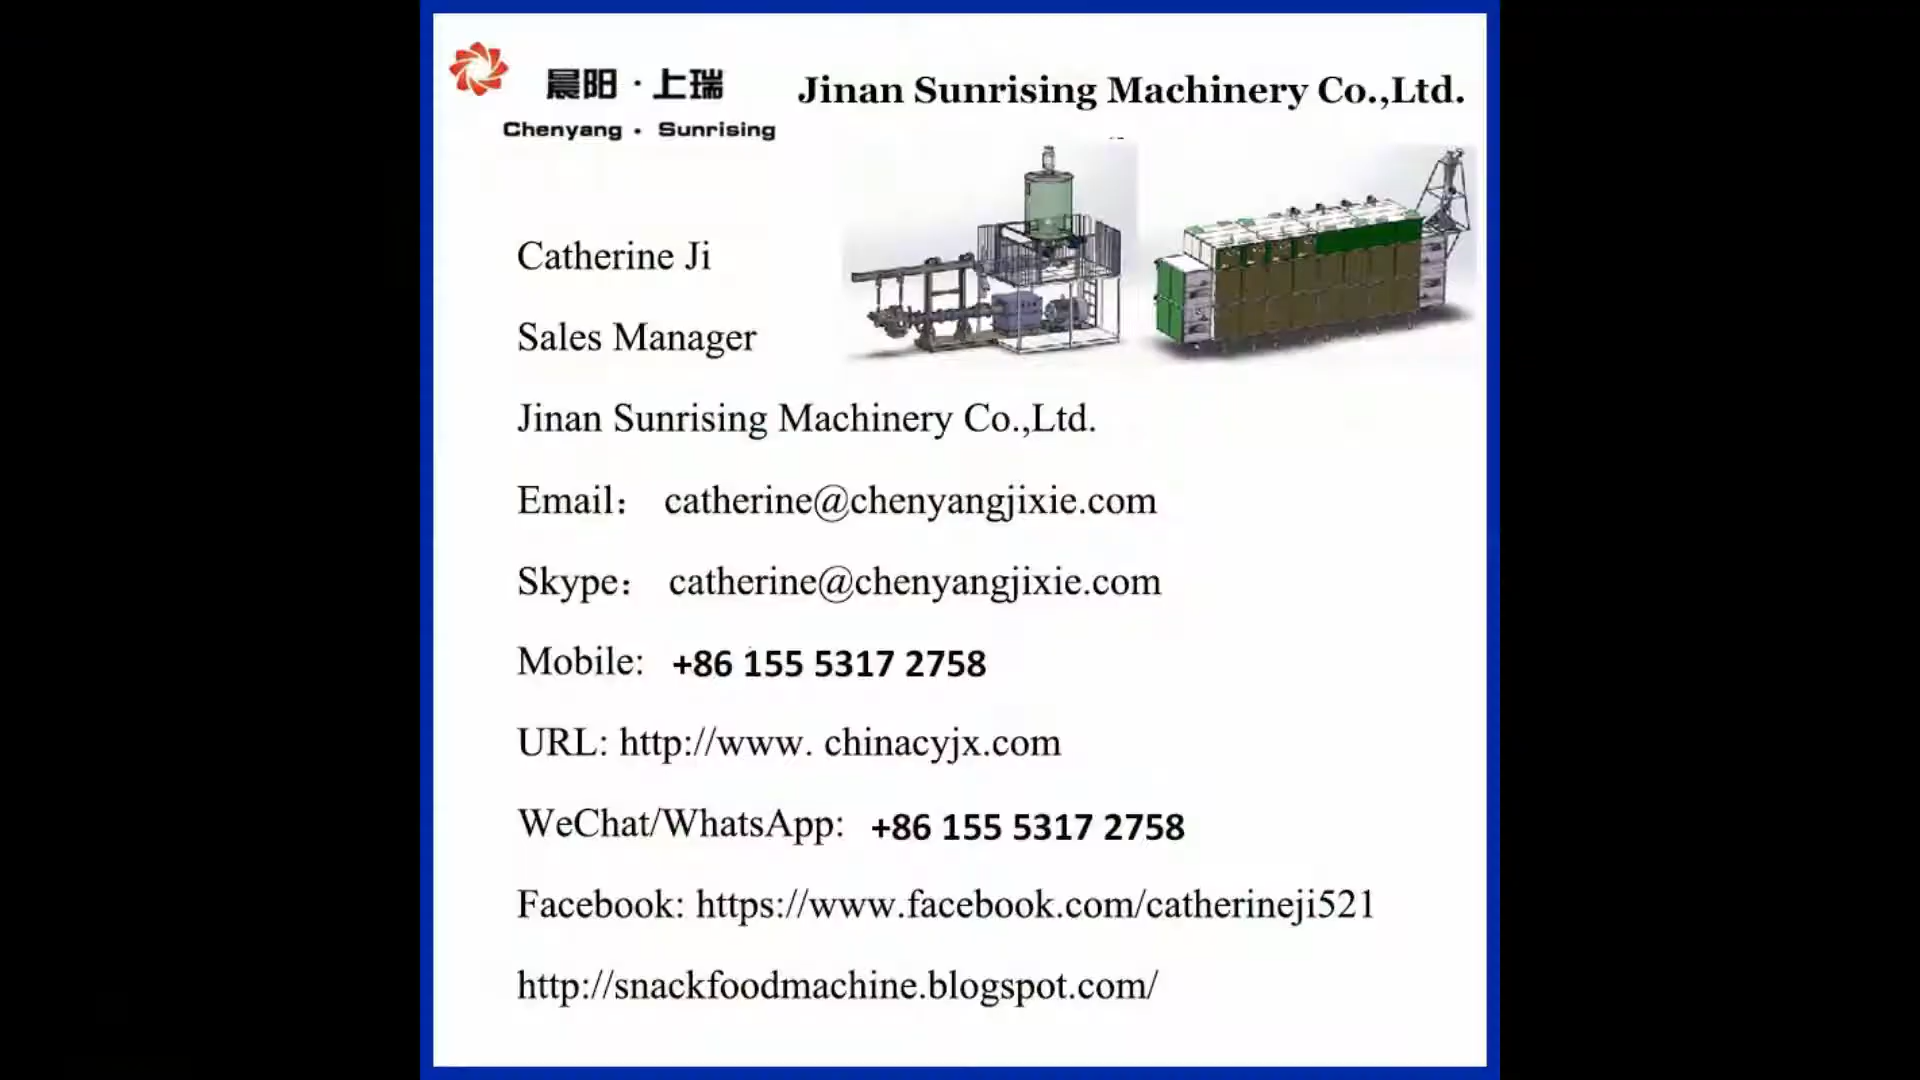 晨阳 · 上瑞
Chenyang · Sunrising
Jinan Sunrising Machinery Co.,Ltd.
Catherine Ji
Sales Manager
Jinan Sunrising Machinery Co.,Ltd.
Email： catherine@chenyangjixie.com
Skype： catherine@chenyangjixie.com
Mobile: +86 155 5317 2758
URL: http://www. chinacyjx.com
WeChat/WhatsApp: +86 155 5317 2758
Facebook: https://www.facebook.com/catherineji521
http://snackfoodmachine.blogspot.com/